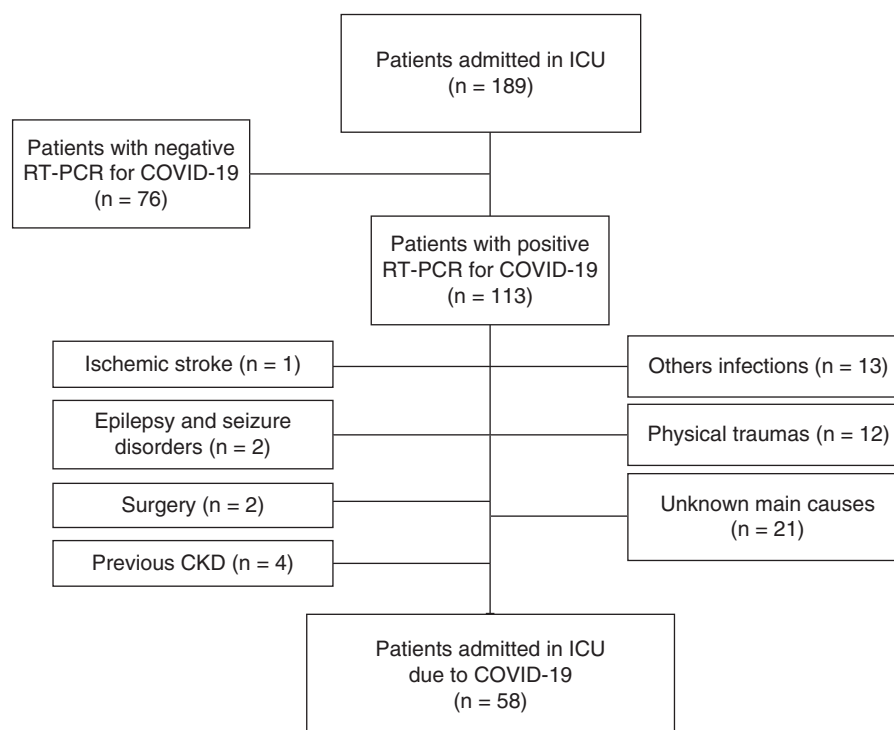 Patients admitted in ICU
(n = 189)
Patients with negative
RT-PCR for COVID-19
(n = 76)
Patients with positive
RT-PCR for COVID-19
(n = 113)
Ischemic stroke (n = 1)
Others infections (n = 13)
Epilepsy and seizure
disorders (n = 2)
Physical traumas (n = 12)
Surgery (n = 2)
Unknown main causes
(n = 21)
Previous CKD (n = 4)
Patients admitted in ICU
due to COVID-19
(n = 58)